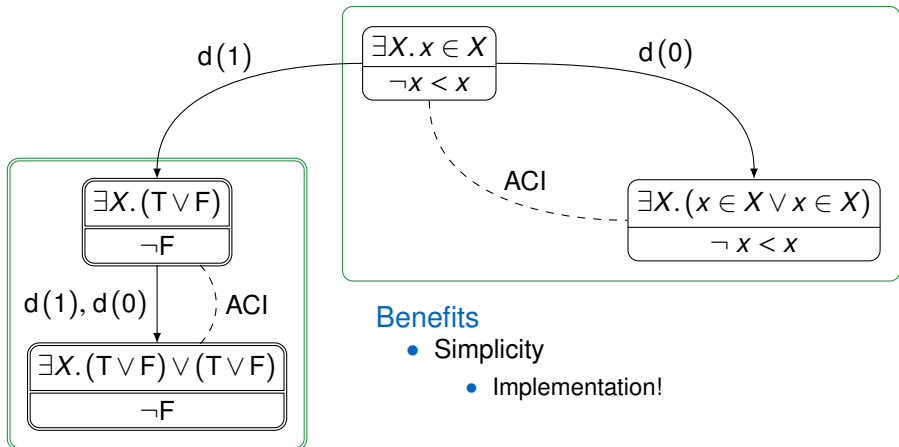 ∃X. x ∈ X
¬ x < x
d(1)
d(0)
ACI
∃X. (T ∨ F)
¬F
∃X. (x ∈ X ∨ x ∈ X)
¬ x < x
d(1), d(0)
ACI
∃X. (T ∨ F) ∨ (T ∨ F)
¬F
Benefits
• Simplicity
• Implementation!